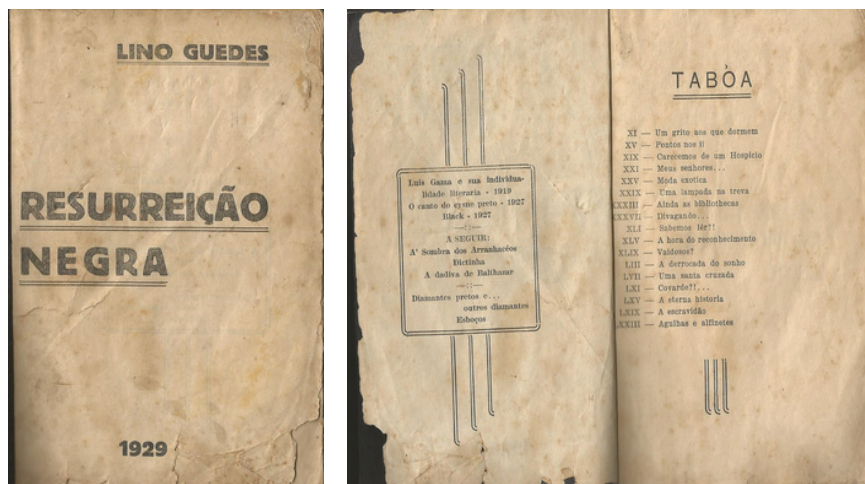 LINO GUEDES
RESURREIÇÃO
NEGRA
1929
Luis Gama e sua individua-
lidade literaria - 1919
O canto do cysne preto - 1927
Black - 1927
—::—
A SEGUIR:
A' Sombra dos Arranhacéos
Dictinha
A dadiva de Balthazar
—::—
Diamantes pretos e...
outros diamantes
Esboços
TABÔA
XI — Um grito aos que dormem
XV — Pontos nos ii
XIX — Carecemos de um Hospicio
XXI — Meus senhores...
XXV — Moda exotica
XXIX — Uma lampada na treva
XXXIII — Ainda as bibliothecas
XXXVII — Divagando...
XLI — Sabemos lêr?!
XLV — A hora do reconhecimento
XLIX — Vaidosos?
LIII — A derrocada do sonho
LVII — Uma santa cruzada
LXI — Covarde?!...
LXV — A eterna historia
LXIX — A escravidão
LXXIII — Agulhas e alfinetes